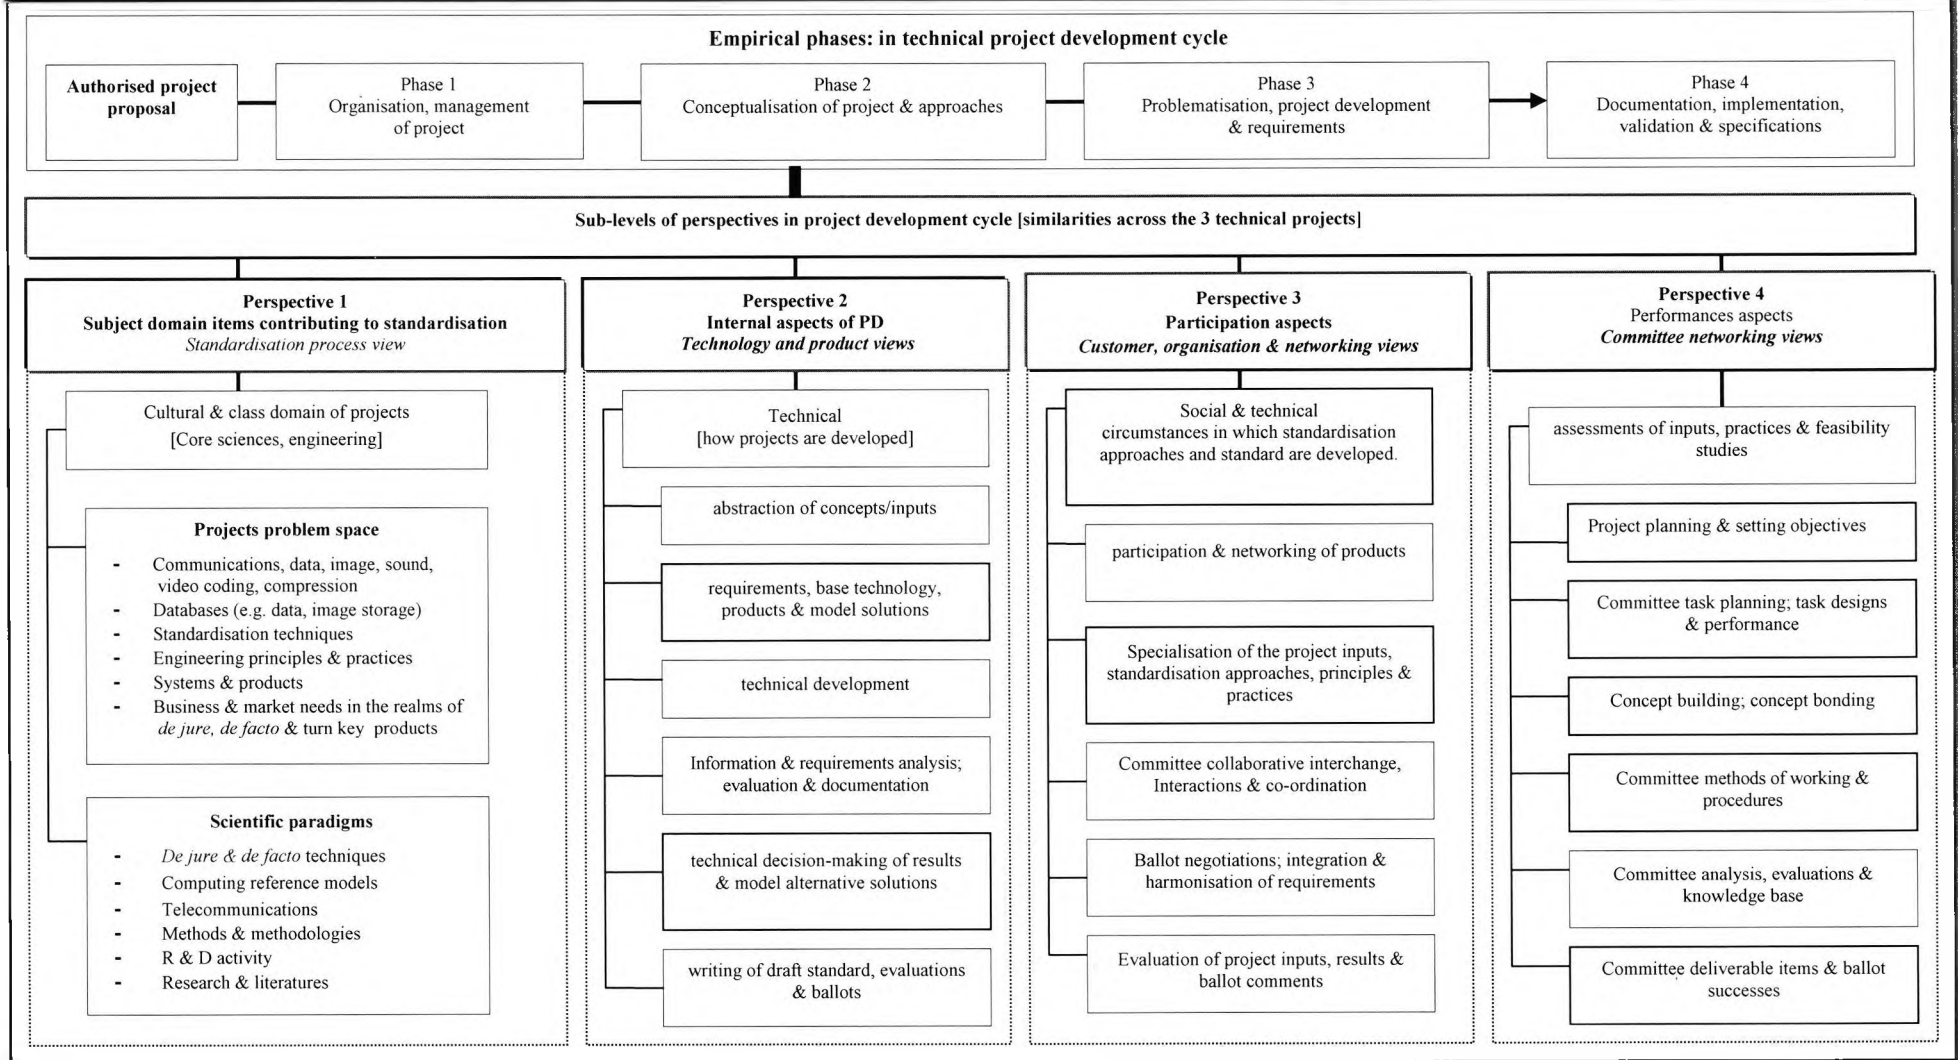 Empirical phases: in technical project development cycle
Authorised project
proposal
Phase 1
Organisation, management
of project
Phase 2
Conceptualisation of project & approaches
Phase 3
Problematisation, project development
& requirements
Phase 4
Documentation, implementation,
validation & specifications
Sub-levels of perspectives in project development cycle [similarities across the 3 technical projects]
Perspective 1
Subject domain items contributing to standardisation
Standardisation process view
Cultural & class domain of projects
[Core sciences, engineering]
Projects problem space
- Communications, data, image, sound,
video coding, compression
- Databases (e.g. data, image storage)
- Standardisation techniques
- Engineering principles & practices
- Systems & products
- Business & market needs in the realms of
de jure, de facto & turn key products
Scientific paradigms
- De jure & de facto techniques
- Computing reference models
- Telecommunications
- Methods & methodologies
- R & D activity
- Research & literatures
Perspective 2
Internal aspects of PD
Technology and product views
Technical
[how projects are developed]
abstraction of concepts/inputs
requirements, base technology,
products & model solutions
technical development
Information & requirements analysis;
evaluation & documentation
technical decision-making of results
& model alternative solutions
writing of draft standard, evaluations
& ballots
Perspective 3
Participation aspects
Customer, organisation & networking views
Social & technical
circumstances in which standardisation
approaches and standard are developed.
participation & networking of products
Specialisation of the project inputs,
standardisation approaches, principles &
practices
Committee collaborative interchange,
Interactions & co-ordination
Ballot negotiations; integration &
harmonisation of requirements
Evaluation of project inputs, results &
ballot comments
Perspective 4
Performances aspects
Committee networking views
assessments of inputs, practices & feasibility
studies
Project planning & setting objectives
Committee task planning; task designs
& performance
Concept building; concept bonding
Committee methods of working &
procedures
Committee analysis, evaluations &
knowledge base
Committee deliverable items & ballot
successes